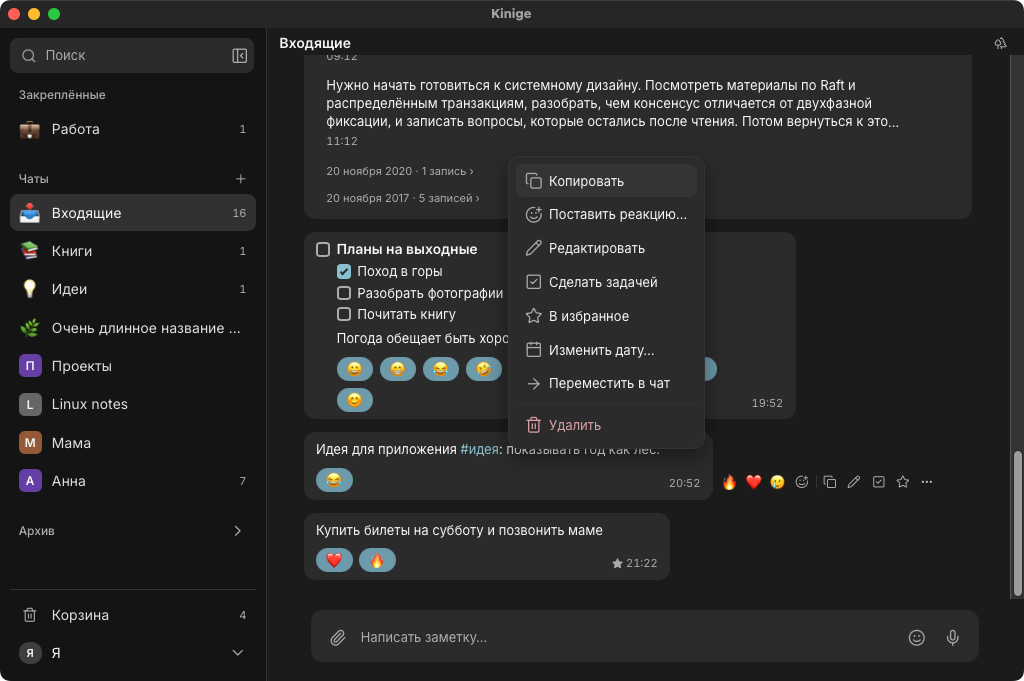 Kinige
Поиск
Закреплённые
Работа 1
Чаты
Входящие 16
Книги 1
Идеи 1
Очень длинное название ...
П Проекты
L Linux notes
М Мама
А Анна 7
Архив
Корзина 4
Я Я
Входящие
09:12
Нужно начать готовиться к системному дизайну. Посмотреть материалы по Raft и
распределённым транзакциям, разобрать, чем консенсус отличается от двухфазной
фиксации, и записать вопросы, которые остались после чтения. Потом вернуться к это...
11:12
20 ноября 2020 · 1 запись ›
20 ноября 2017 · 5 записей ›
Планы на выходные
Поход в горы
Разобрать фотографии
Почитать книгу
Погода обещает быть хоро
19:52
Копировать
Поставить реакцию...
Редактировать
Сделать задачей
В избранное
Изменить дату...
Переместить в чат
Удалить
Идея для приложения #идея: показывать год как лес.
20:52
Купить билеты на субботу и позвонить маме
21:22
Написать заметку...